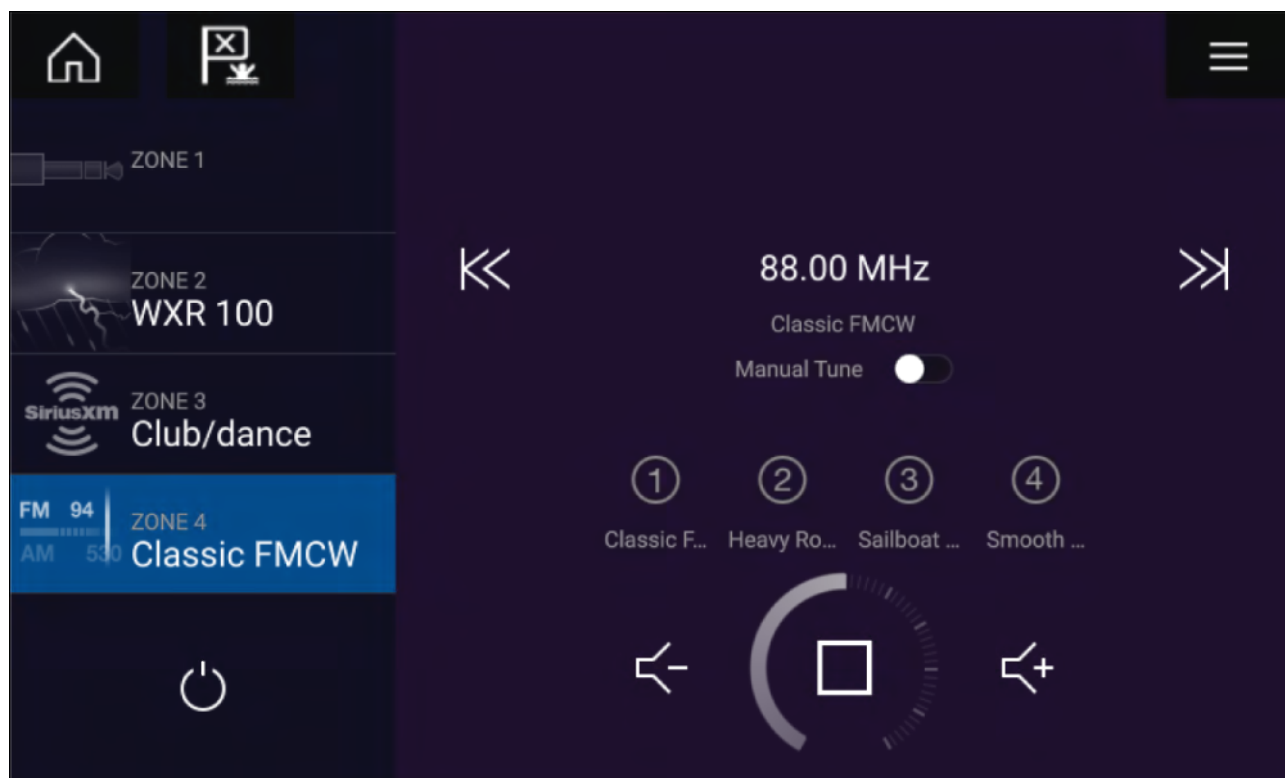 ZONE 1
ZONE 2
WXR 100
SiriusXM
ZONE 3
Club/dance
FM 94
AM 530
ZONE 4
Classic FMCW
88.00 MHz
Classic FMCW
Manual Tune
1 2 3 4
Classic F... Heavy Ro... Sailboat ... Smooth ...